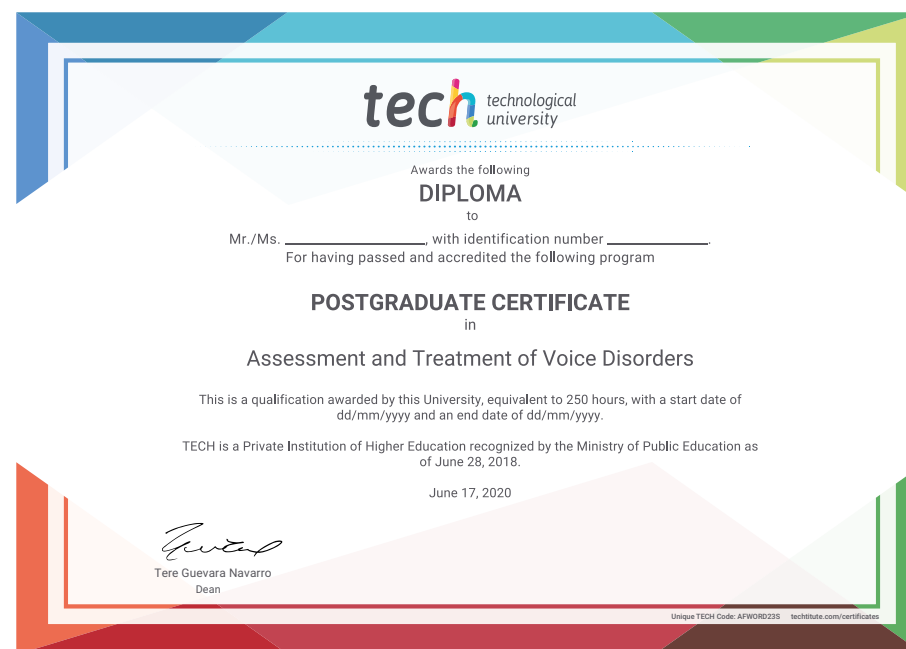 tech technological
university
Awards the following
DIPLOMA
to
Mr./Ms. ____________________, with identification number ______________.
For having passed and accredited the following program
POSTGRADUATE CERTIFICATE
in
Assessment and Treatment of Voice Disorders
This is a qualification awarded by this University, equivalent to 250 hours, with a start date of
dd/mm/yyyy and an end date of dd/mm/yyyy.
TECH is a Private Institution of Higher Education recognized by the Ministry of Public Education as
of June 28, 2018.
June 17, 2020
Tere Guevara Navarro
Dean
Unique TECH Code: AFWORD23S techtitute.com/certificates